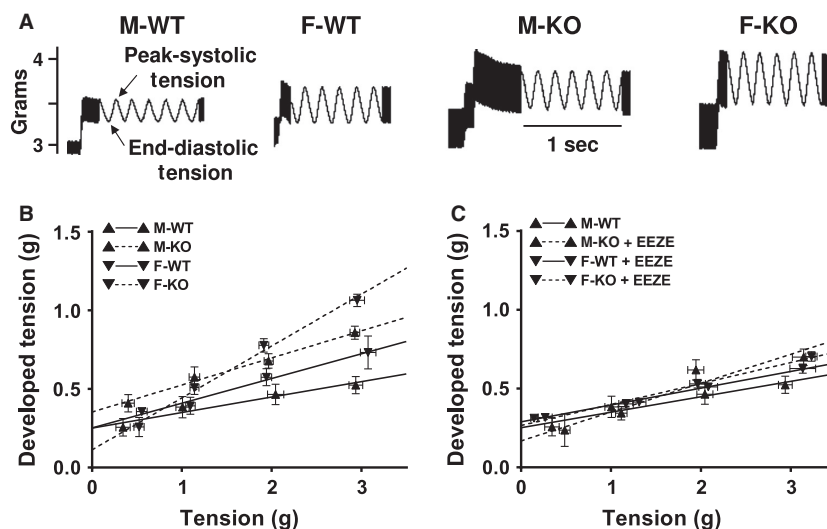 A
M-WT
F-WT
M-KO
F-KO
Grams
4
3
Peak-systolic
tension
End-diastolic
tension
1 sec
B
M-WT
M-KO
F-WT
F-KO
Developed tension (g)
1.5
1.0
0.5
0.0
0 1 2 3
Tension (g)
C
M-WT
M-KO + EEZE
F-WT + EEZE
F-KO + EEZE
Developed tension (g)
1.5
1.0
0.5
0.0
0 1 2 3
Tension (g)